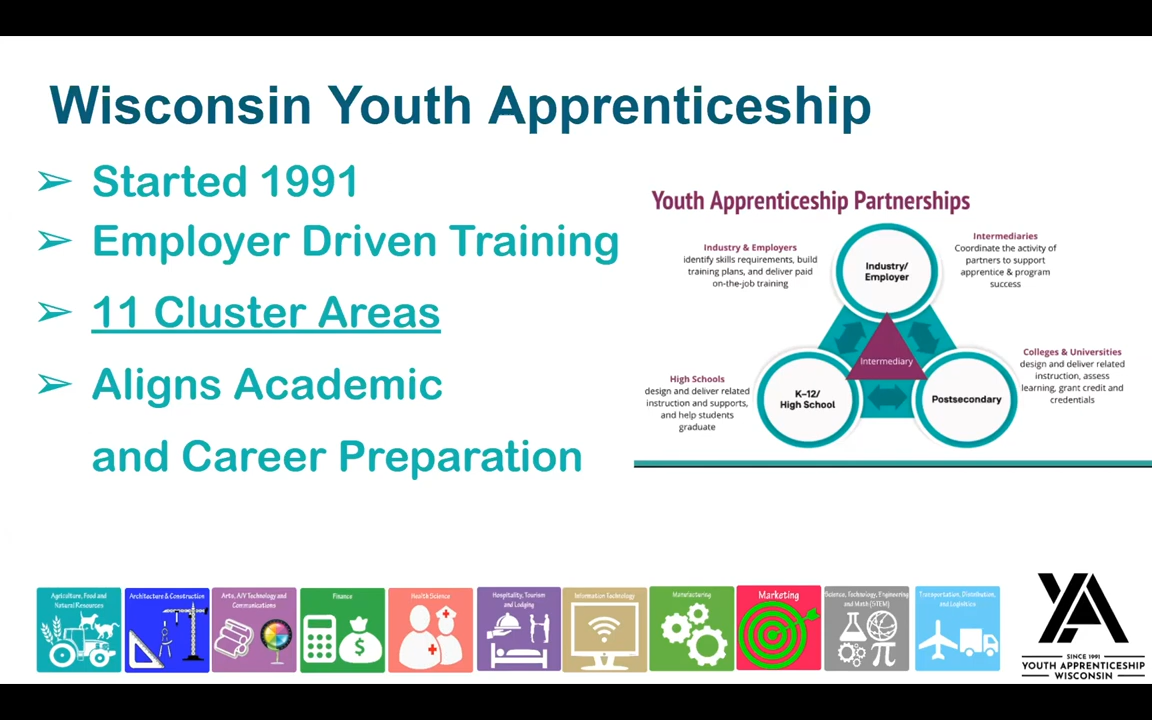 Wisconsin Youth Apprenticeship
➢ Started 1991
➢ Employer Driven Training
➢ 11 Cluster Areas
➢ Aligns Academic
and Career Preparation
Youth Apprenticeship Partnerships
Industry & Employers
identify skills requirements, build
training plans, and deliver paid
on-the-job training
Industry/
Employer
Intermediaries
Coordinate the activity of
partners to support
apprentice & program
success
Intermediary
High Schools
design and deliver related
instruction and supports,
and help students
graduate
K–12/
High School
Postsecondary
Colleges & Universities
design and deliver related
instruction, assess
learning, grant credit and
credentials
Agriculture, Food and
Natural Resources
Architecture & Construction
Arts, A/V Technology and
Communications
Finance
Health Science
Hospitality, Tourism
and Lodging
Information Technology
Manufacturing
Marketing
Science, Technology, Engineering
and Math (STEM)
Transportation, Distribution,
and Logistics
YA
SINCE 1991
YOUTH APPRENTICESHIP
WISCONSIN